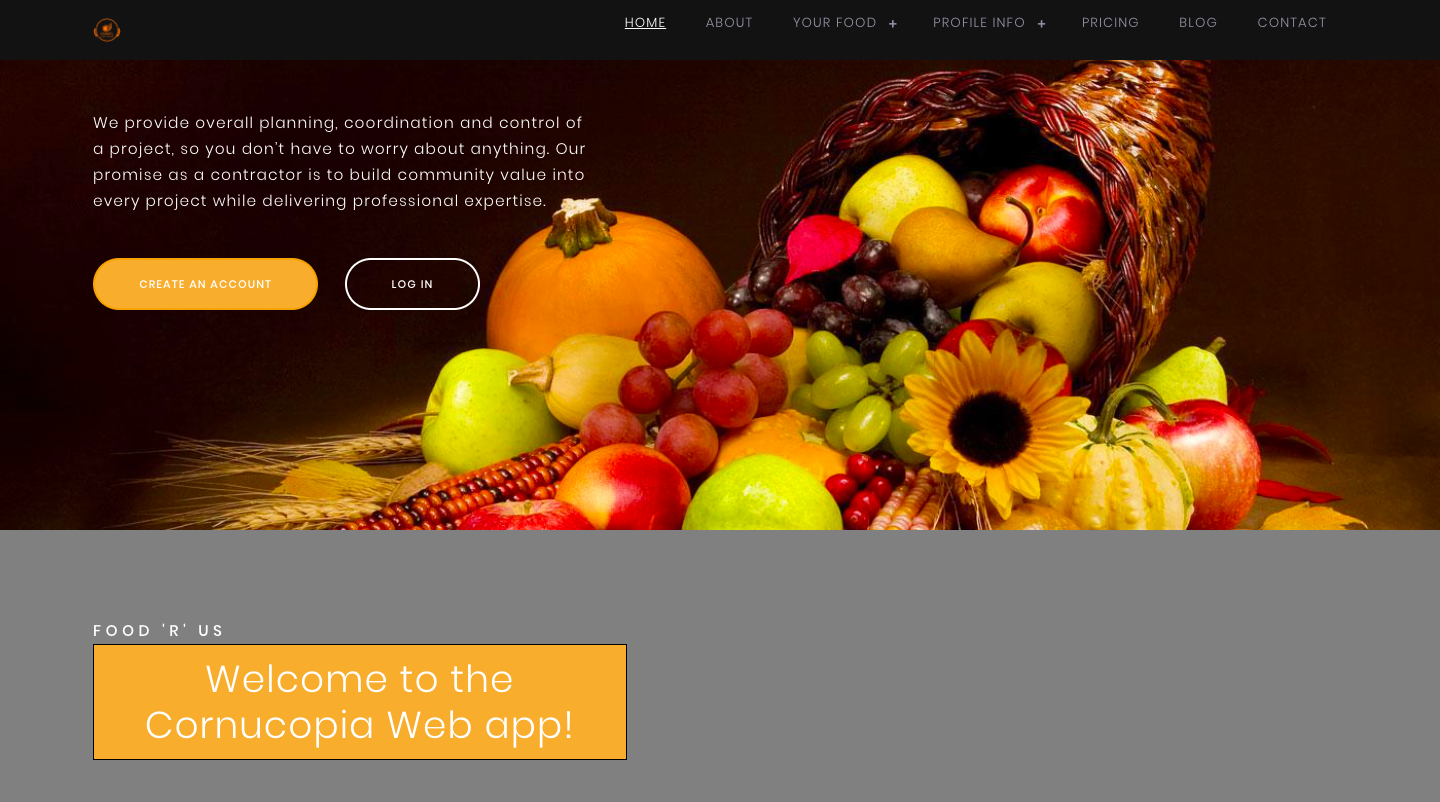 HOME ABOUT YOUR FOOD + PROFILE INFO + PRICING BLOG CONTACT
We provide overall planning, coordination and control of
a project, so you don't have to worry about anything. Our
promise as a contractor is to build community value into
every project while delivering professional expertise.
CREATE AN ACCOUNT LOG IN
FOOD 'R' US
Welcome to the
Cornucopia Web app!